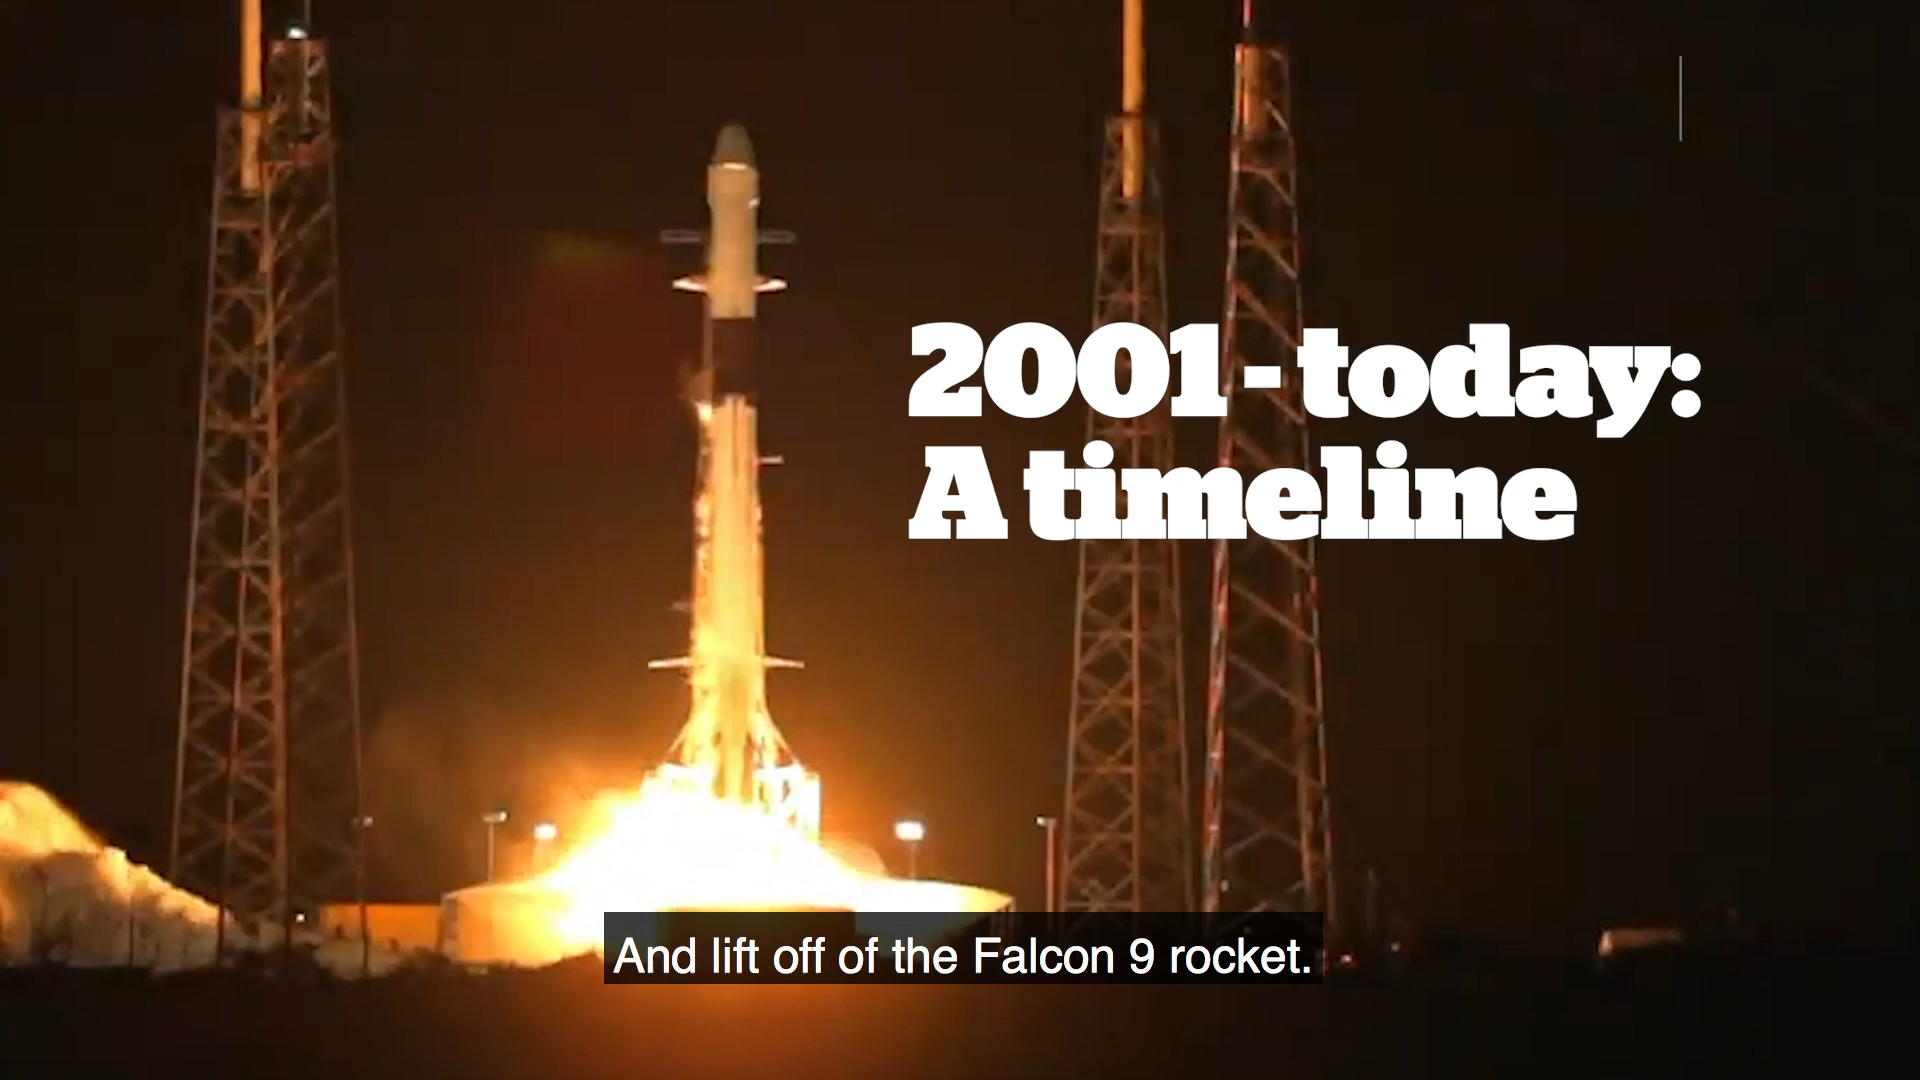 2001 - today:
A timeline
And lift off of the Falcon 9 rocket.